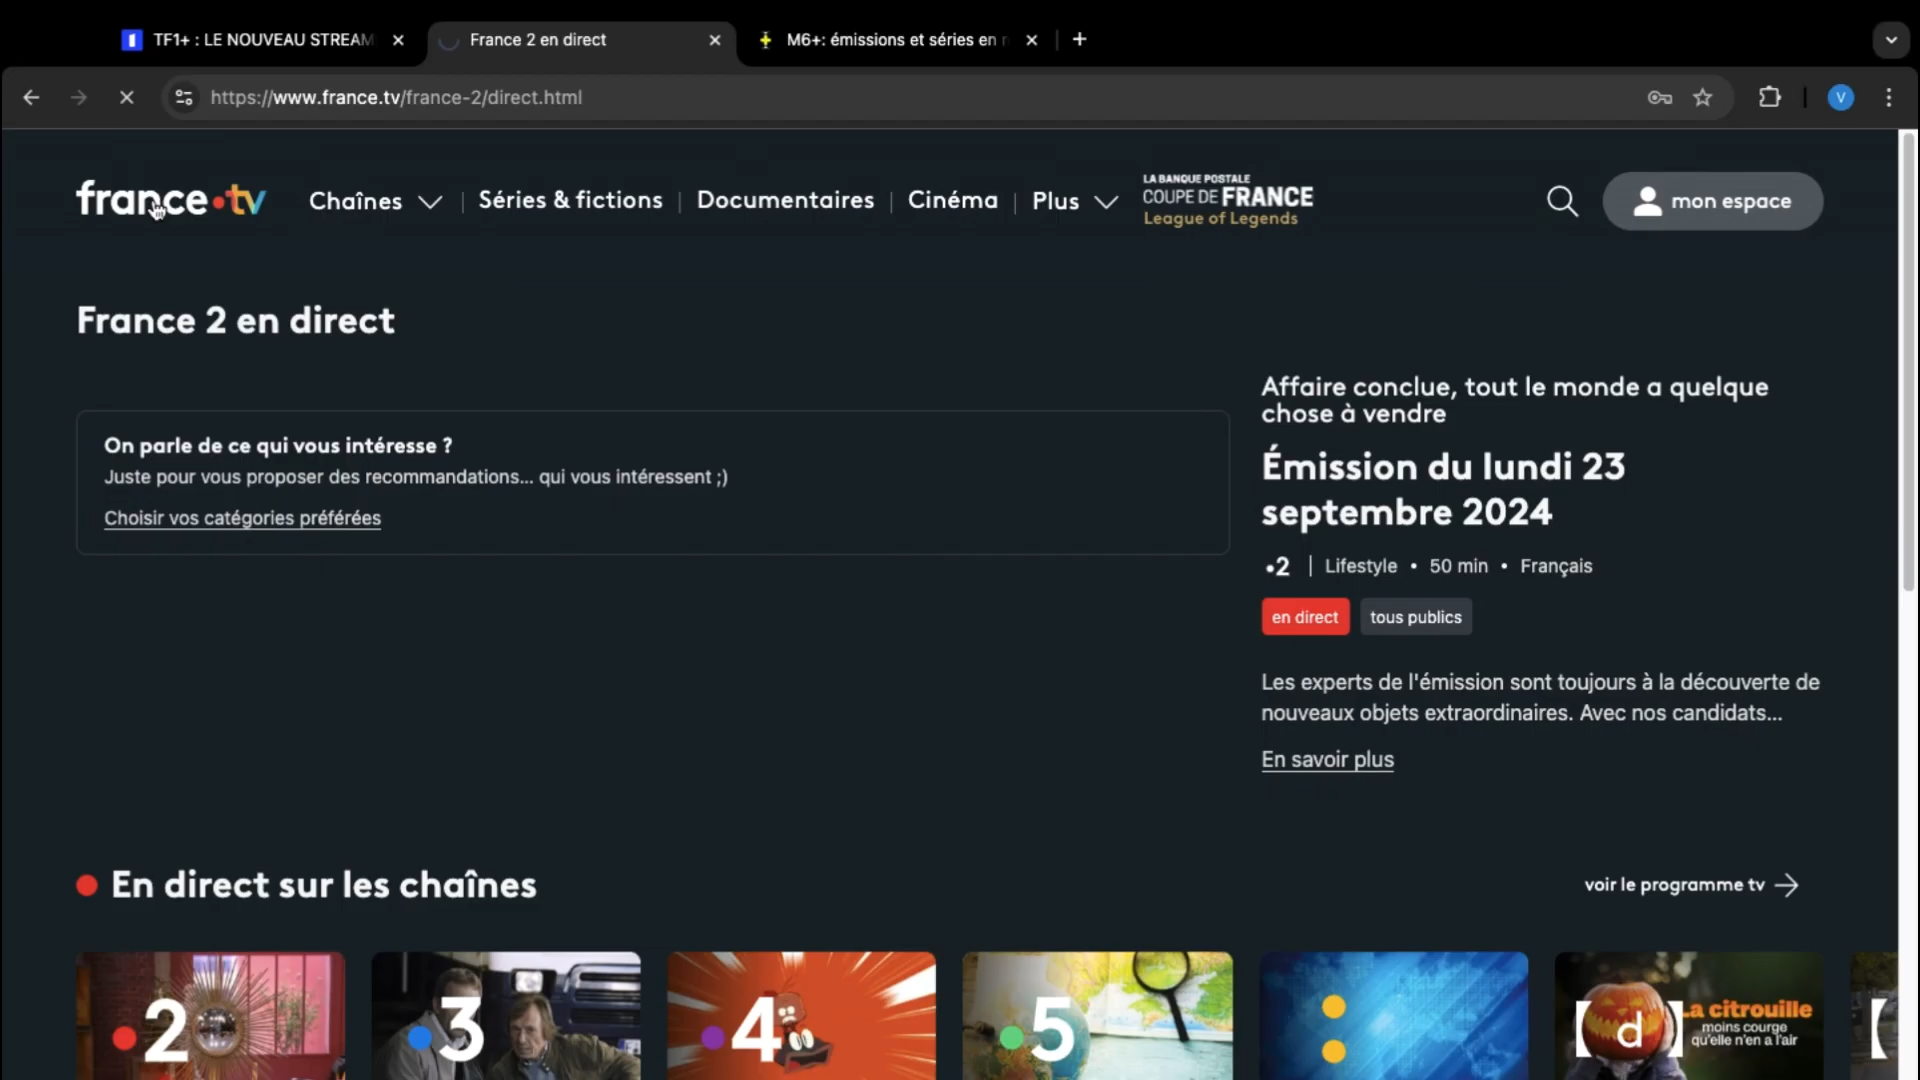 TF1+ : LE NOUVEAU STREAM
France 2 en direct
M6+: émissions et séries en
https://www.france.tv/france-2/direct.html
V
france•tv
Chaînes
Séries & fictions
Documentaires
Cinéma
Plus
LA BANQUE POSTALE
COUPE DE FRANCE
League of Legends
mon espace
France 2 en direct
On parle de ce qui vous intéresse ?
Juste pour vous proposer des recommandations... qui vous intéressent ;)
Choisir vos catégories préférées
Affaire conclue, tout le monde a quelque
chose à vendre
Émission du lundi 23
septembre 2024
•2 | Lifestyle • 50 min • Français
en direct
tous publics
Les experts de l'émission sont toujours à la découverte de
nouveaux objets extraordinaires. Avec nos candidats...
En savoir plus
En direct sur les chaînes
voir le programme tv
2
3
4
5
[d]
La citrouille
moins courge
qu'elle n'en a l'air